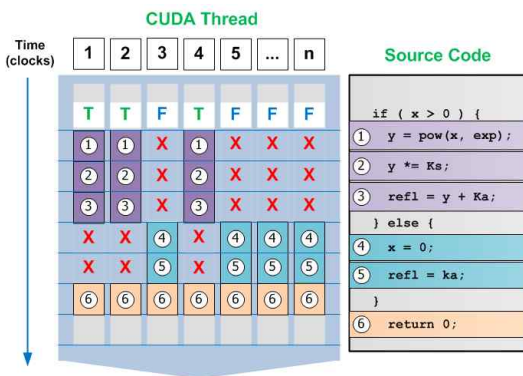 CUDA Thread
Time
(clocks)
1 2 3 4 5 ... n
T T F T F F F
1 1 X 1 X X X
2 2 X 2 X X X
3 3 X 3 X X X
X X 4 X 4 4 4
X X 5 X 5 5 5
6 6 6 6 6 6 6
Source Code
if ( x > 0 ) {
1 y = pow(x, exp);
2 y *= Ks;
3 refl = y + Ka;
} else {
4 x = 0;
5 refl = ka;
}
6 return 0;